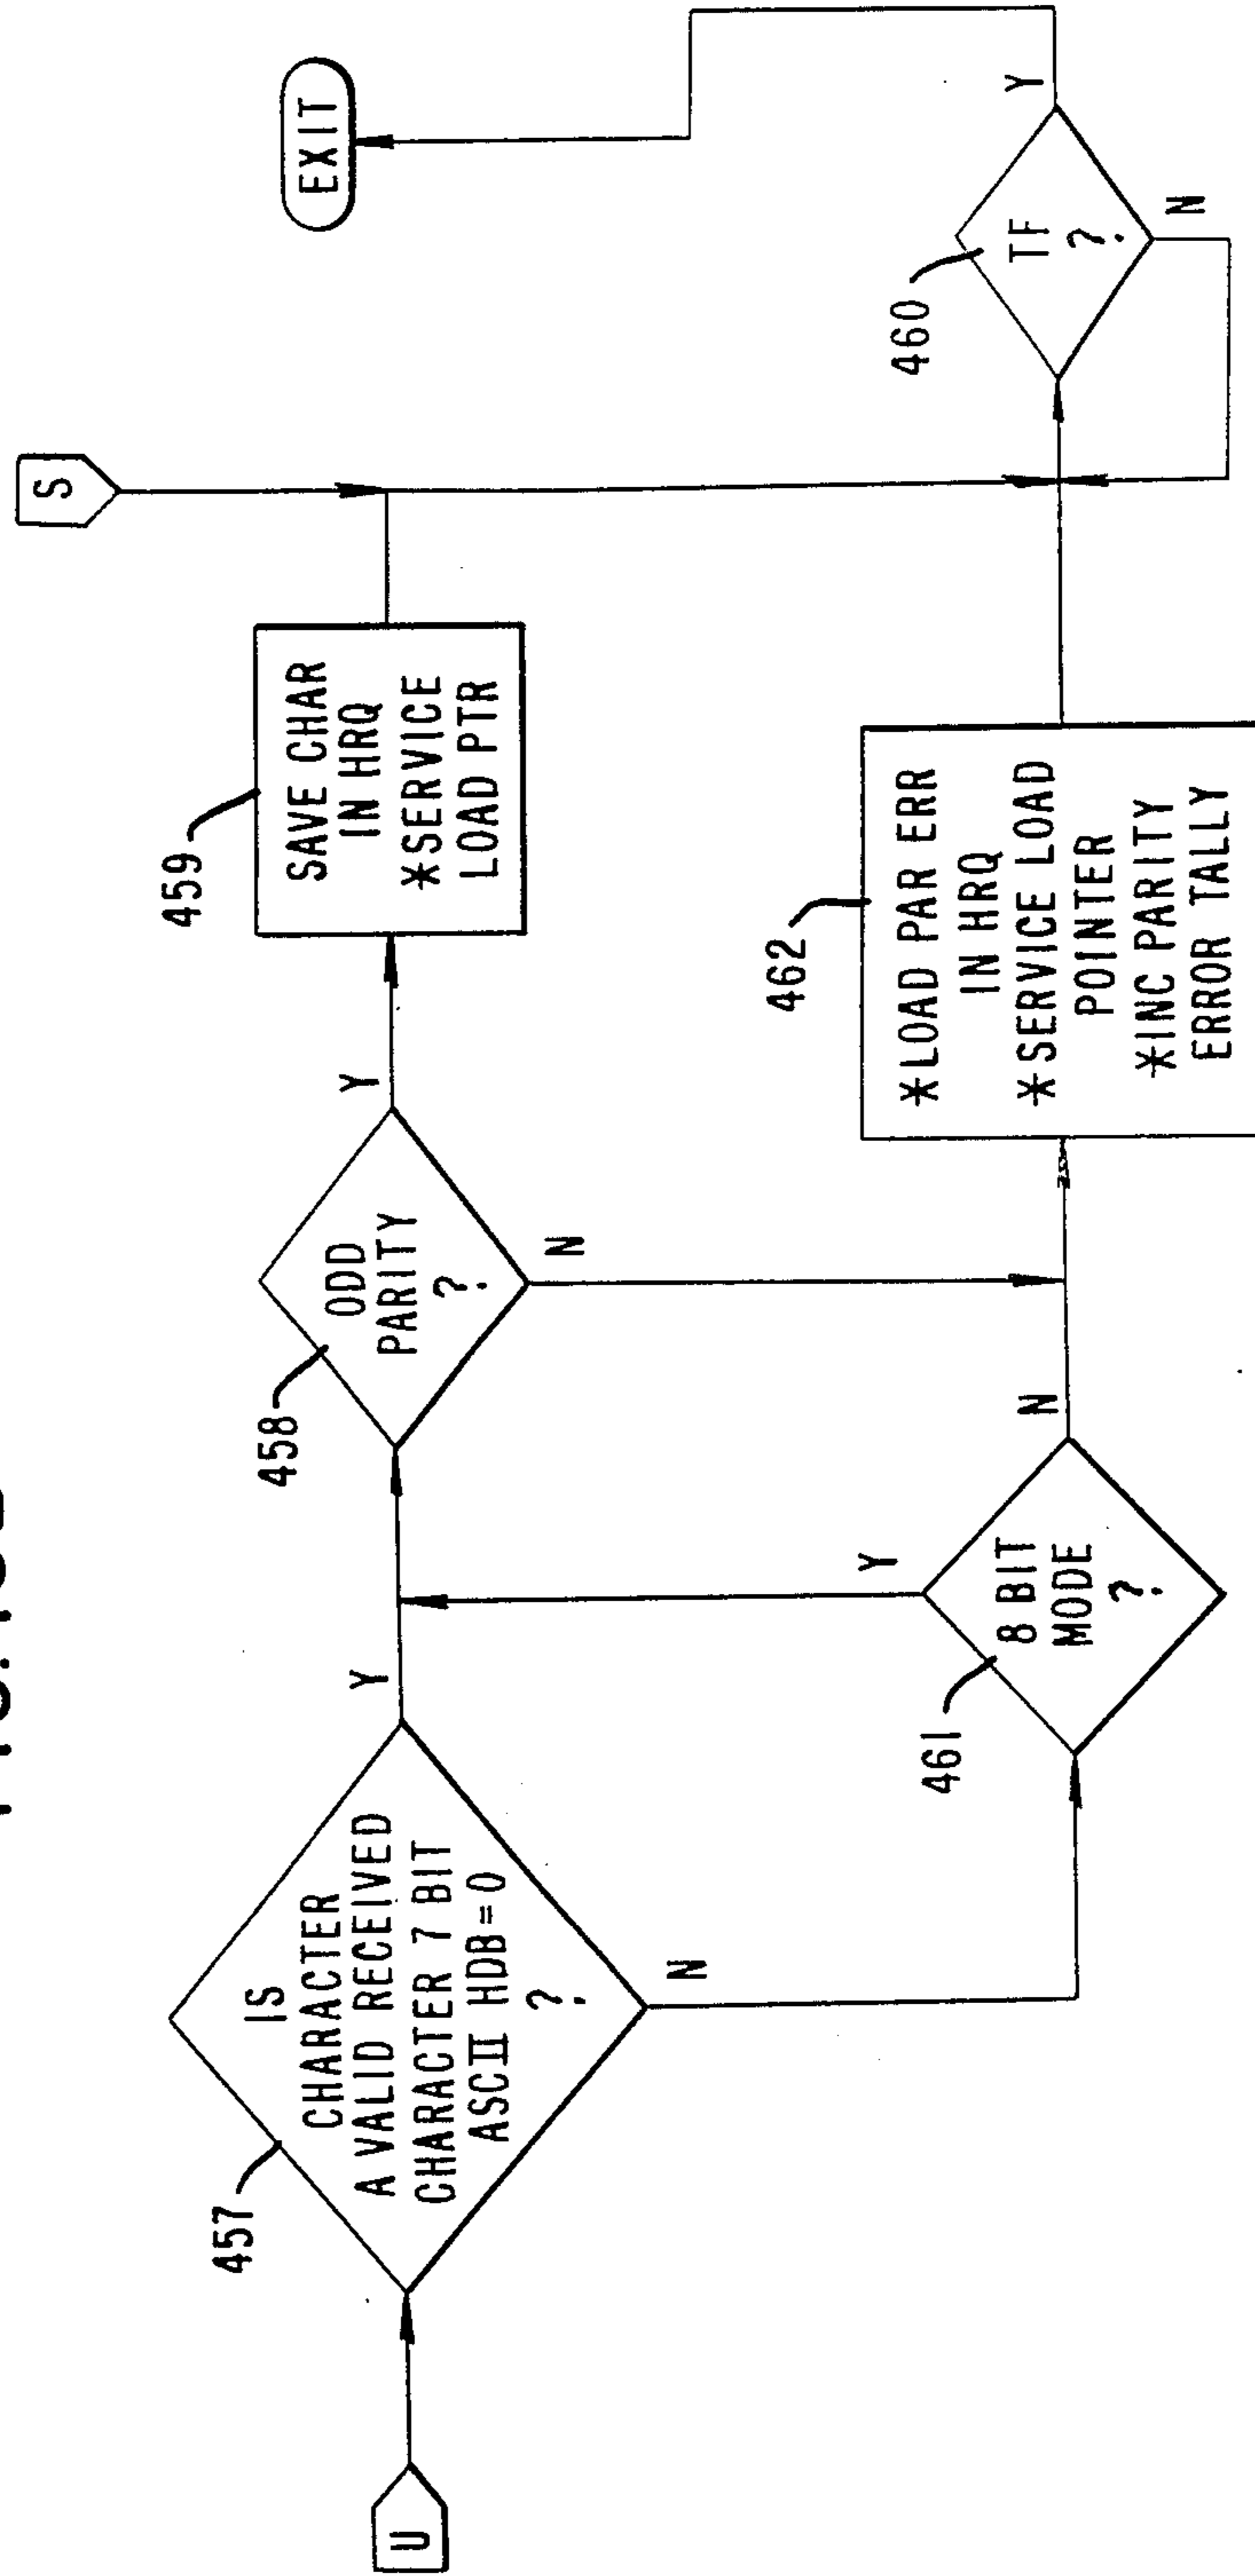 U
457
IS
CHARACTER
A VALID RECEIVED
CHARACTER 7 BIT
ASCII HDB=0
?
Y
N
458
ODD
PARITY
?
Y
N
459
SAVE CHAR
IN HRQ
*SERVICE
LOAD PTR
S
EXIT
461
8 BIT
MODE
?
Y
N
462
*LOAD PAR ERR
IN HRQ
*SERVICE LOAD
POINTER
*INC PARITY
ERROR TALLY
460
TF
?
Y
N